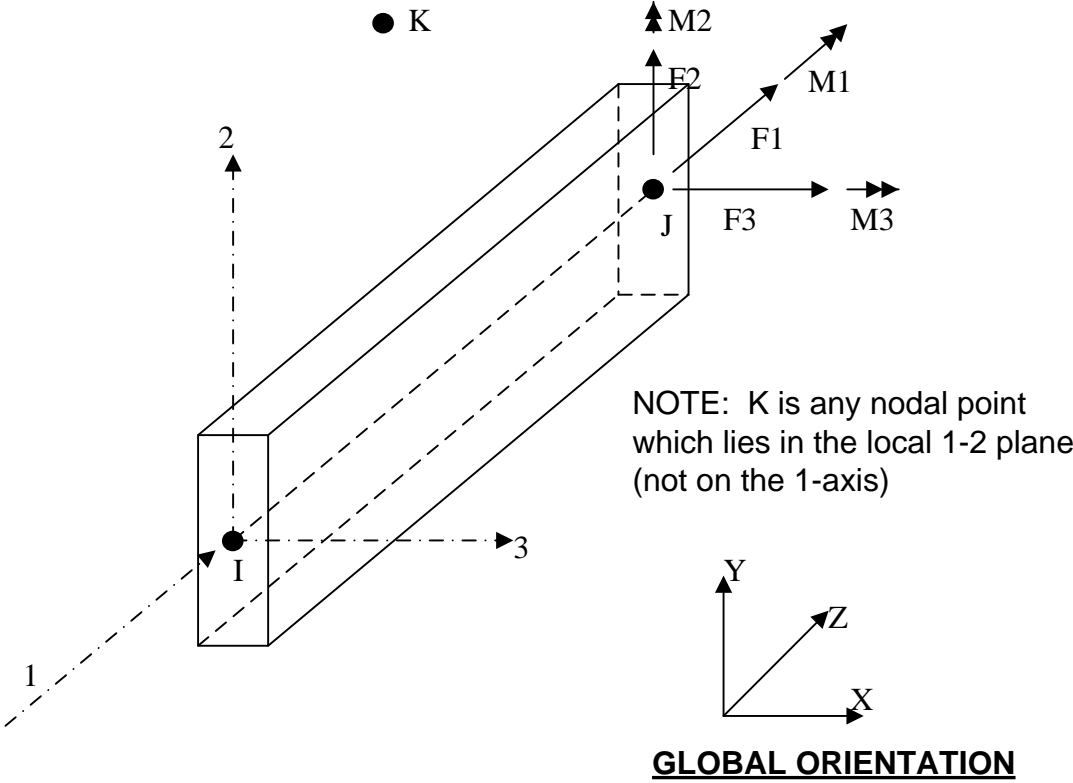 K
M2
F2
M1
F1
2
J
F3
M3
NOTE: K is any nodal point
which lies in the local 1-2 plane
(not on the 1-axis)
3
I
Y
Z
1
X
GLOBAL ORIENTATION